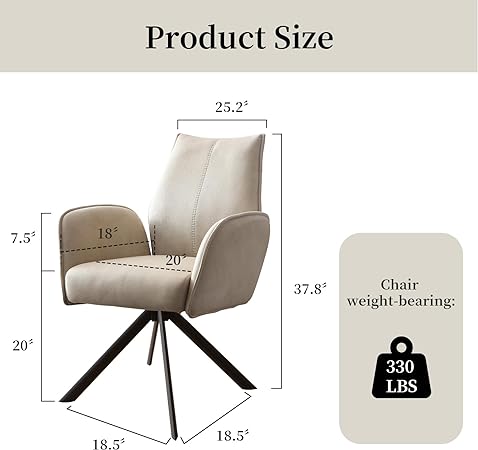 Product Size
25.2"
7.5"
18"
20"
37.8"
20"
18.5"
18.5"
Chair
weight-bearing:
330
LBS